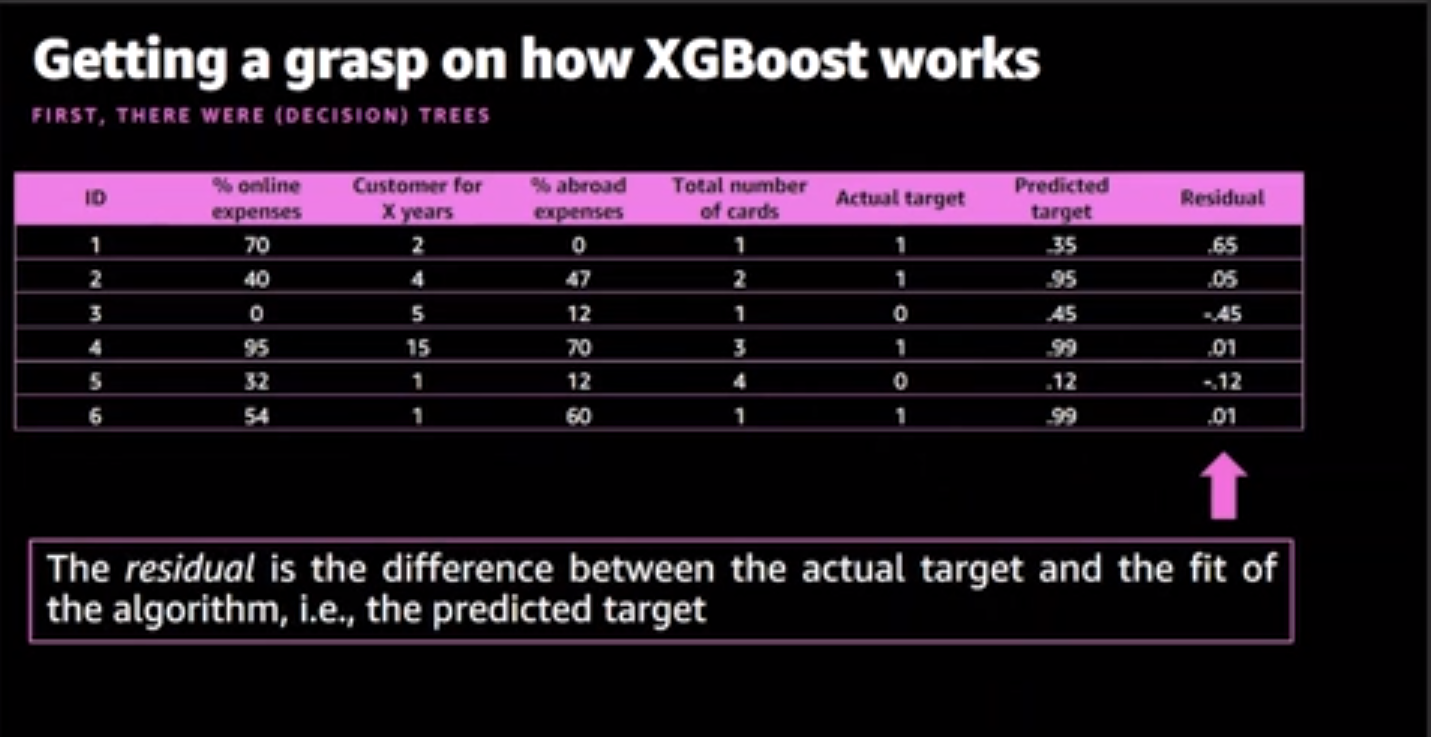 Getting a grasp on how XGBoost works
FIRST, THERE WERE (DECISION) TREES
ID % online expenses Customer for X years % abroad expenses Total number of cards Actual target Predicted target Residual
1 70 2 0 1 1 .35 .65
2 40 4 47 2 1 .95 .05
3 0 5 12 1 0 .45 -.45
4 95 15 70 3 1 .99 .01
5 32 1 12 4 0 .12 -.12
6 54 1 60 1 1 .99 .01
The residual is the difference between the actual target and the fit of
the algorithm, i.e., the predicted target